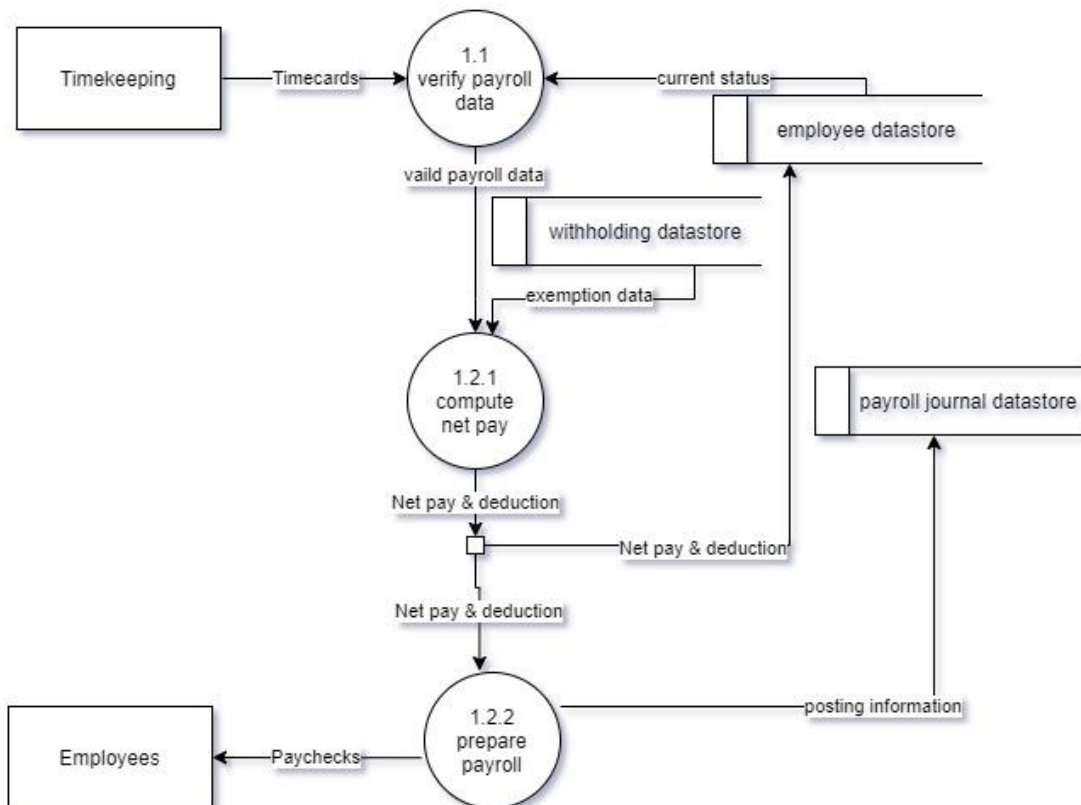 1.1
verify payroll
data
Timekeeping
Timecards
current status
employee datastore
vaild payroll data
withholding datastore
exemption data
1.2.1
compute
net pay
payroll journal datastore
Net pay & deduction
Net pay & deduction
Net pay & deduction
1.2.2
prepare
payroll
posting information
Employees
Paychecks